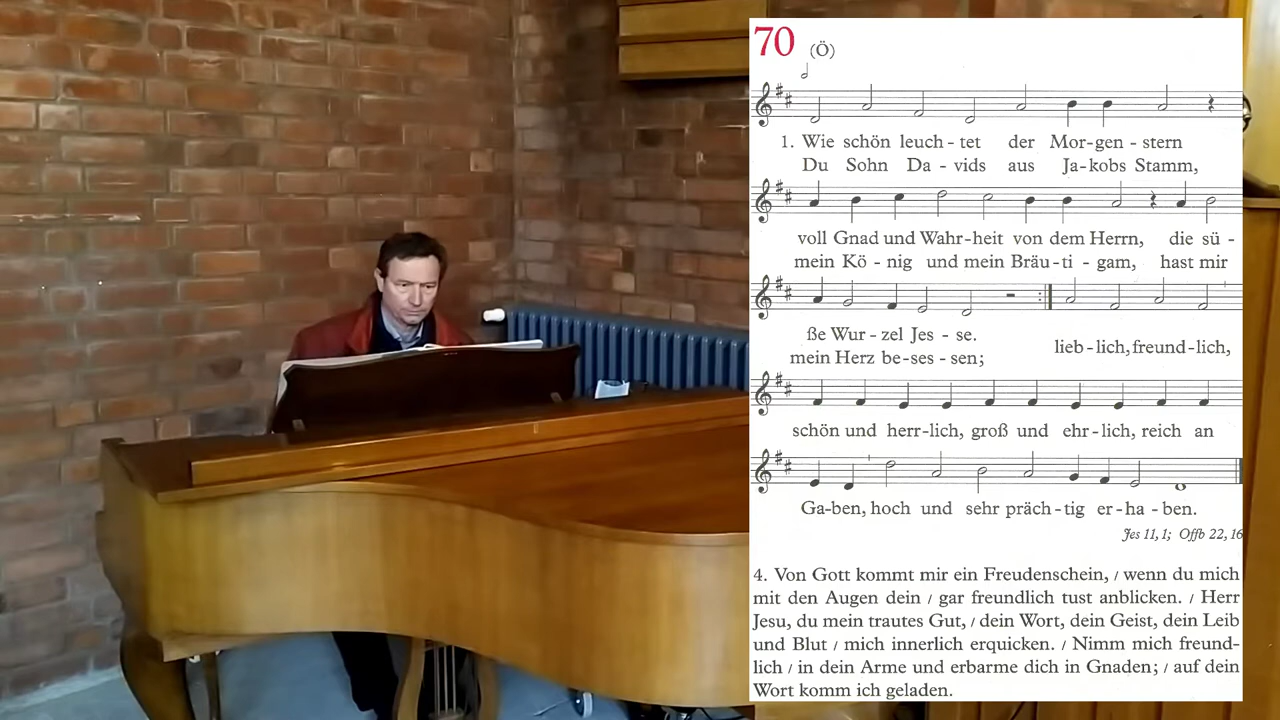 70 (Ö)
1. Wie schön leuch - tet der Mor-gen - stern
Du Sohn Da - vids aus Ja-kobs Stamm,
voll Gnad und Wahr-heit von dem Herrn, die sü -
mein Kö - nig und mein Bräu-ti - gam, hast mir
ße Wur - zel Jes - se.
mein Herz be-ses - sen;
lieb-lich, freund-lich,
schön und herr-lich, groß und ehr-lich, reich an
Ga-ben, hoch und sehr präch-tig er-ha - ben.
Jes 11, 1; Offb 22, 16
4. Von Gott kommt mir ein Freudenschein, / wenn du mich
mit den Augen dein / gar freundlich tust anblicken. / Herr
Jesu, du mein trautes Gut, / dein Wort, dein Geist, dein Leib
und Blut / mich innerlich erquicken. / Nimm mich freund-
lich / in dein Arme und erbarme dich in Gnaden; / auf dein
Wort komm ich geladen.